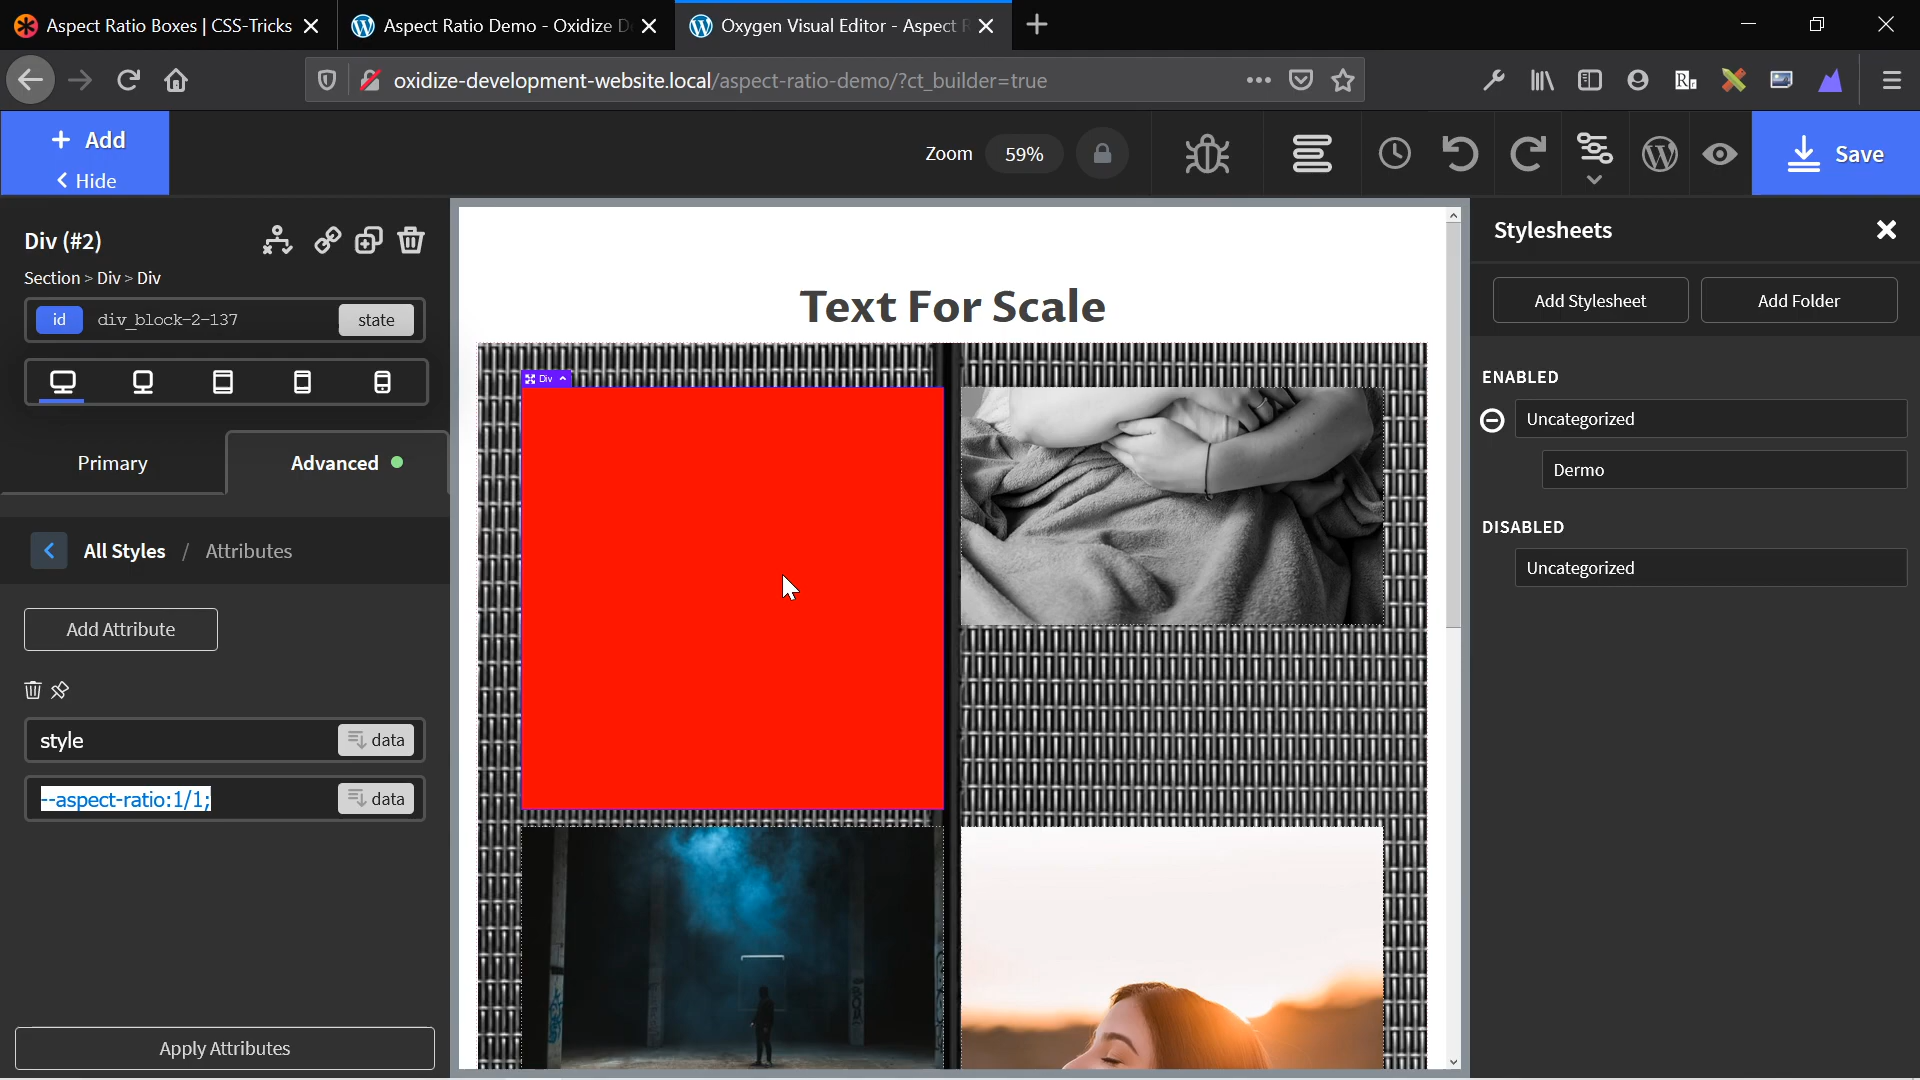 Aspect Ratio Boxes | CSS-Tricks
Aspect Ratio Demo - Oxidize D
Oxygen Visual Editor - Aspect R
oxidize-development-website.local/aspect-ratio-demo/?ct_builder=true
+ Add
< Hide
Zoom 59%
Save
Div (#2)
Section > Div > Div
id div_block-2-137 state
Primary
Advanced
All Styles / Attributes
Add Attribute
style data
--aspect-ratio:1/1; data
Apply Attributes
Text For Scale
Div
Stylesheets
Add Stylesheet
Add Folder
ENABLED
Uncategorized
Dermo
DISABLED
Uncategorized